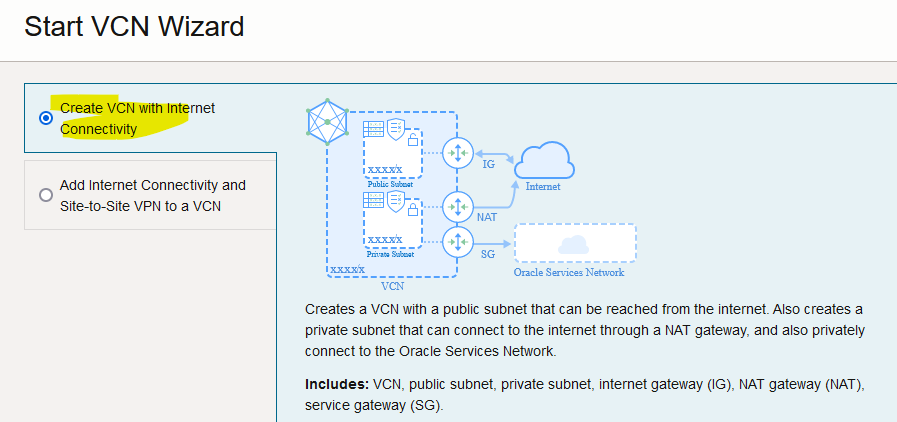 Start VCN Wizard
Create VCN with Internet
Connectivity
Add Internet Connectivity and
Site-to-Site VPN to a VCN
X.X.X.X/X
Public Subnet
IG
Internet
X.X.X.X/X
Private Subnet
NAT
SG
X.X.X.X/X
VCN
Oracle Services Network
Creates a VCN with a public subnet that can be reached from the internet. Also creates a
private subnet that can connect to the internet through a NAT gateway, and also privately
connect to the Oracle Services Network.
Includes: VCN, public subnet, private subnet, internet gateway (IG), NAT gateway (NAT),
service gateway (SG).